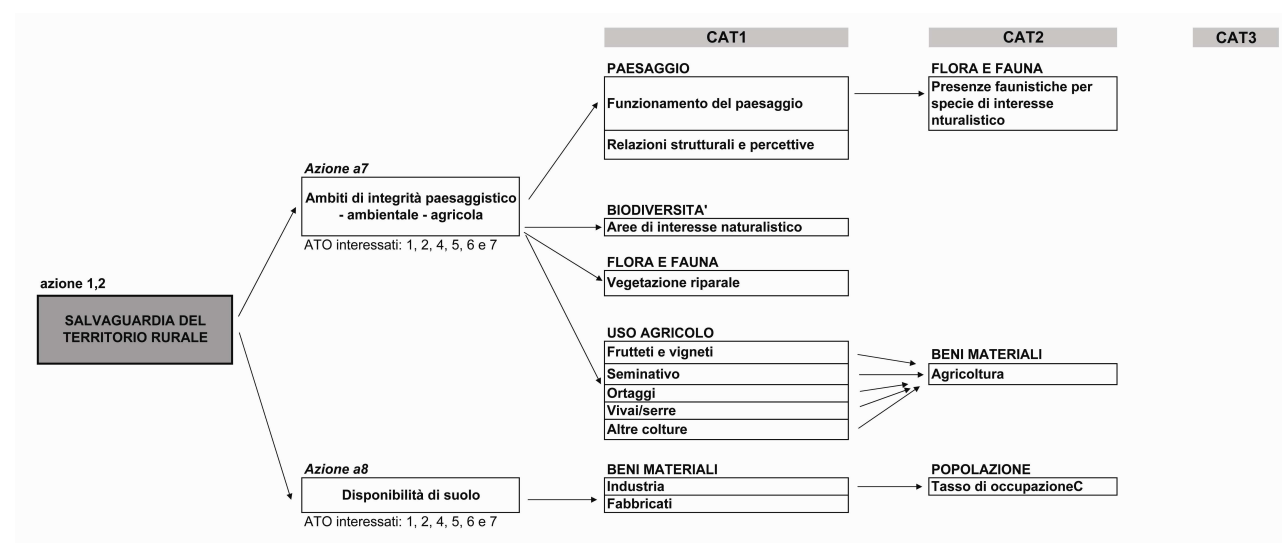 CAT1
CAT2
CAT3
azione 1,2
SALVAGUARDIA DEL
TERRITORIO RURALE
Azione a7
Ambiti di integrità paesaggistico
- ambientale - agricola
ATO interessati: 1, 2, 4, 5, 6 e 7
PAESAGGIO
Funzionamento del paesaggio
Relazioni strutturali e percettive
FLORA E FAUNA
Presenze faunistiche per
specie di interesse
nturalistico
BIODIVERSITA'
Aree di interesse naturalistico
FLORA E FAUNA
Vegetazione riparale
USO AGRICOLO
Frutteti e vigneti
Seminativo
Ortaggi
Vivai/serre
Altre colture
BENI MATERIALI
Agricoltura
Azione a8
Disponibilità di suolo
ATO interessati: 1, 2, 4, 5, 6 e 7
BENI MATERIALI
Industria
Fabbricati
POPOLAZIONE
Tasso di occupazioneC